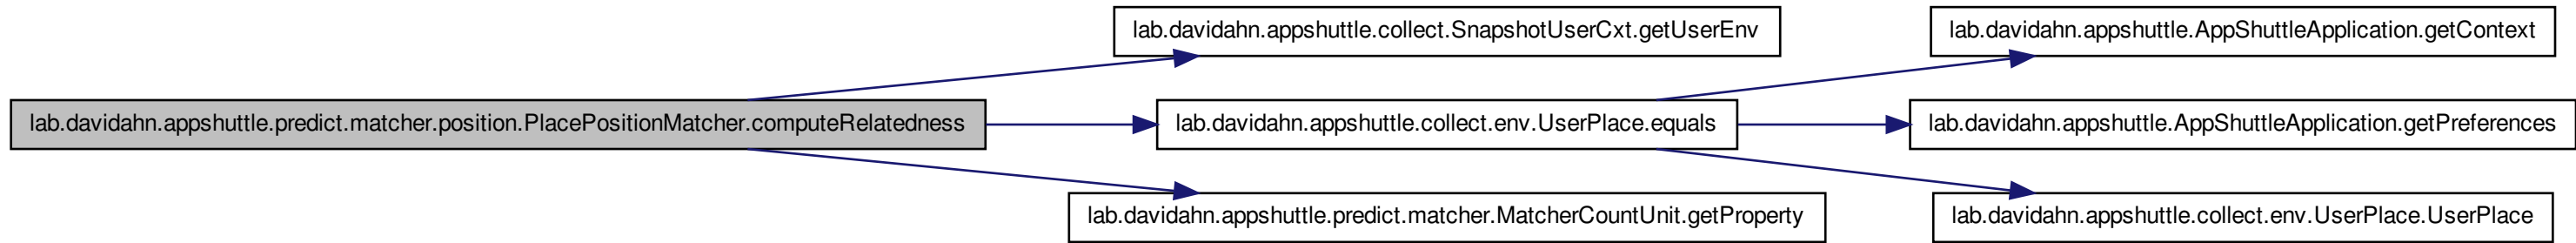 lab.davidahn.appshuttle.predict.matcher.position.PlacePositionMatcher.computeRelatedness
lab.davidahn.appshuttle.collect.SnapshotUserCxt.getUserEnv
lab.davidahn.appshuttle.collect.env.UserPlace.equals
lab.davidahn.appshuttle.predict.matcher.MatcherCountUnit.getProperty
lab.davidahn.appshuttle.AppShuttleApplication.getContext
lab.davidahn.appshuttle.AppShuttleApplication.getPreferences
lab.davidahn.appshuttle.collect.env.UserPlace.UserPlace